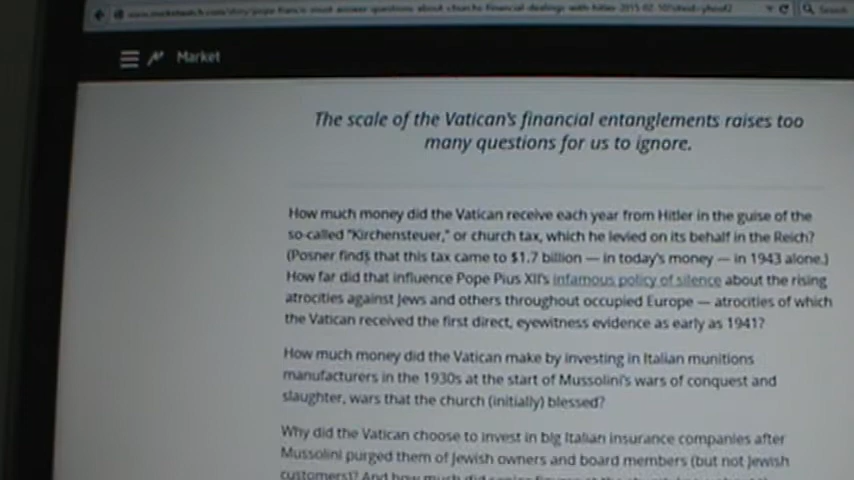 Market
The scale of the Vatican's financial entanglements raises too
many questions for us to ignore.
How much money did the Vatican receive each year from Hitler in the guise of the
so-called "Kirchensteuer," or church tax, which he levied on its behalf in the Reich?
(Posner finds that this tax came to $1.7 billion — in today's money — in 1943 alone.)
How far did that influence Pope Pius XII's infamous policy of silence about the rising
atrocities against Jews and others throughout occupied Europe — atrocities of which
the Vatican received the first direct, eyewitness evidence as early as 1941?
How much money did the Vatican make by investing in Italian munitions
manufacturers in the 1930s at the start of Mussolini's wars of conquest and
slaughter, wars that the church (initially) blessed?
Why did the Vatican choose to invest in big Italian insurance companies after
Mussolini purged them of Jewish owners and board members (but not Jewish
customers)? And how much did